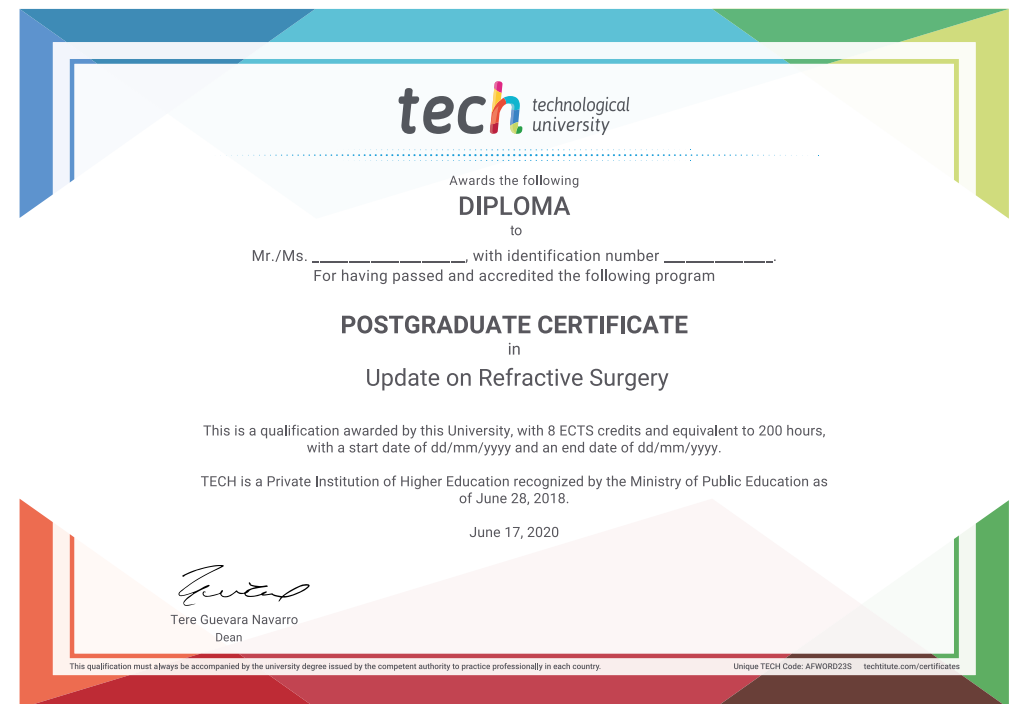 tech technological
university
Awards the following
DIPLOMA
to
Mr./Ms. ____________________, with identification number ______________.
For having passed and accredited the following program
POSTGRADUATE CERTIFICATE
in
Update on Refractive Surgery
This is a qualification awarded by this University, with 8 ECTS credits and equivalent to 200 hours,
with a start date of dd/mm/yyyy and an end date of dd/mm/yyyy.
TECH is a Private Institution of Higher Education recognized by the Ministry of Public Education as
of June 28, 2018.
June 17, 2020
Tere Guevara Navarro
Dean
This qualification must always be accompanied by the university degree issued by the competent authority to practice professionally in each country.
Unique TECH Code: AFWORD23S techtitute.com/certificates